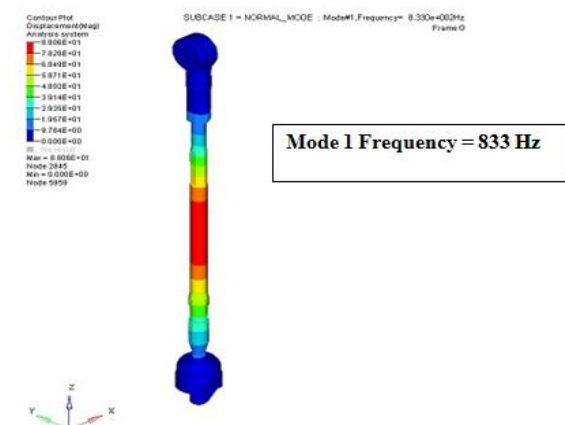 Contour Plot
Displacement(Mag)
Analysis system
8.806E+01
7.828E+01
6.849E+01
5.871E+01
4.892E+01
3.914E+01
2.935E+01
1.957E+01
9.784E+00
0.000E+00
No result
Max = 8.806E+01
Node 2845
Min = 0.000E+00
Node 5959
SUBCASE 1 = NORMAL_MODE : Mode#1,Frequency= 8.330e+002Hz
Frame 0
Mode 1 Frequency = 833 Hz
Z
Y
X